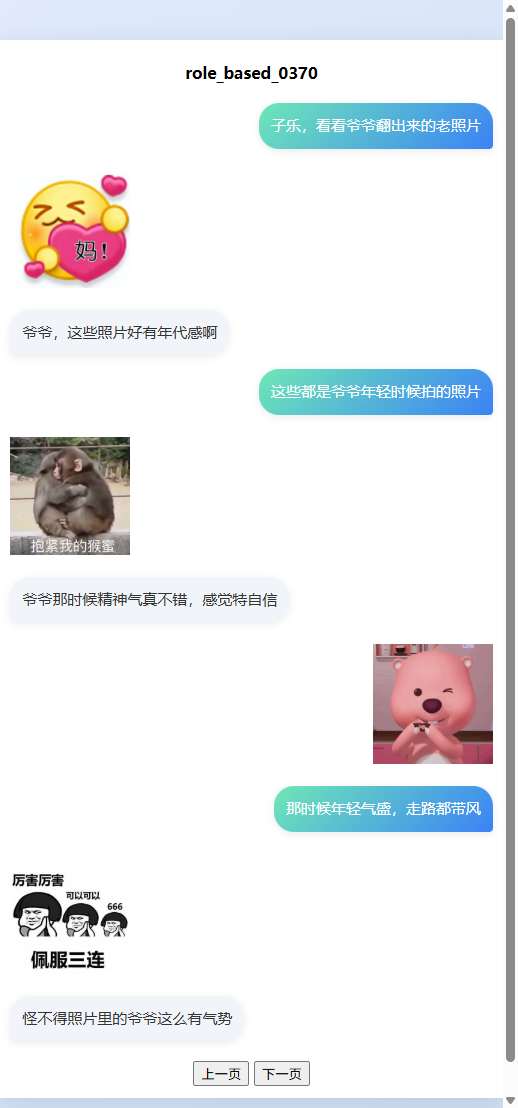 role_based_0370
子乐，看看爷爷翻出来的老照片
妈！
爷爷，这些照片好有年代感啊
这些都是爷爷年轻时候拍的照片
抱紧我的猴蜜
爷爷那时候精神气真不错，感觉特自信
那时候年轻气盛，走路都带风
厉害厉害
可以可以
666
佩服三连
怪不得照片里的爷爷这么有气势
上一页 下一页